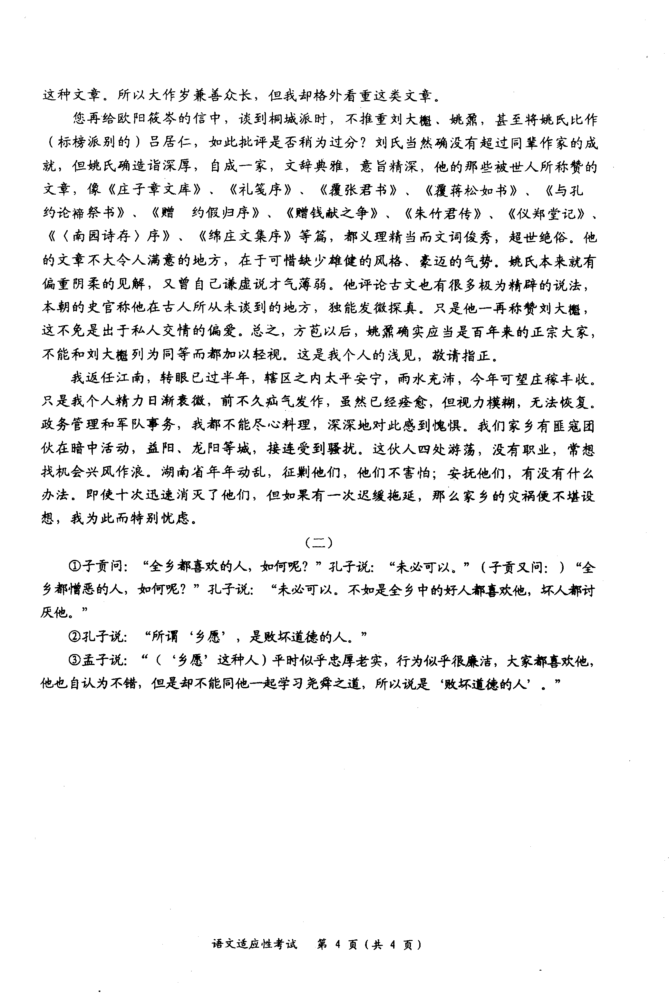 这种文章。所以大作岁兼善众长，但我却格外看重这类文章。
您再给欧阳筱岑的信中，谈到桐城派时，不推重刘大櫆、姚鼐，甚至将姚氏比作
（标榜派别的）吕居仁，如此批评是否稍为过分？刘氏当然确没有超过同辈作家的成
就，但姚氏确造诣深厚，自成一家，文辞典雅，意旨精深，他的那些被世人所称赞的
文章，像《庄子章文库》、《礼笺序》、《覆张君书》、《覆蒋松如书》、《与孔
约论褅祭书》、《赠　约假归序》、《赠钱献之争》、《朱竹君传》、《仪郑堂记》、
《〈南园诗存〉序》、《绵庄文集序》等篇，都义理精当而文词俊秀，超世绝俗。他
的文章不大令人满意的地方，在于可惜缺少雄健的风格、豪迈的气势。姚氏本来就有
偏重阴柔的见解，又曾自己谦虚说才气薄弱。他评论古文也有很多极为精辟的说法，
本朝的史官称他在古人所从未谈到的地方，独能发微探真。只是他一再称赞刘大櫆，
这不免是出于私人交情的偏爱。总之，方苞以后，姚鼐确实应当是百年来的正宗大家，
不能和刘大櫆列为同等而都加以轻视。这是我个人的浅见，敬请指正。
我返任江南，转眼已过半年，辖区之内太平安宁，雨水充沛，今年可望庄稼丰收。
只是我个人精力日渐衰微，前不久疝气发作，虽然已经痊愈，但视力模糊，无法恢复。
政务管理和军队事务，我都不能尽心料理，深深地对此感到愧惧。我们家乡有匪寇团
伙在暗中活动，益阳、龙阳等城，接连受到骚扰。这伙人四处游荡，没有职业，常想
找机会兴风作浪。湖南省年年动乱，征剿他们，他们不害怕；安抚他们，有没有什么
办法。即使十次迅速消灭了他们，但如果有一次迟缓拖延，那么家乡的灾祸便不堪设
想，我为此而特别忧虑。
（二）
①子贡问：“全乡都喜欢的人，如何呢？”孔子说：“未必可以。”（子贡又问：）“全
乡都憎恶的人，如何呢？”孔子说：“未必可以。不如是全乡中的好人都喜欢他，坏人都讨
厌他。”
②孔子说：“所谓‘乡愿’，是败坏道德的人。”
③孟子说：“（‘乡愿’这种人）平时似乎忠厚老实，行为似乎很廉洁，大家都喜欢他，
他也自认为不错，但是却不能同他一起学习尧舜之道，所以说是‘败坏道德的人’。”
语文适应性考试　第 4 页（共 4 页）